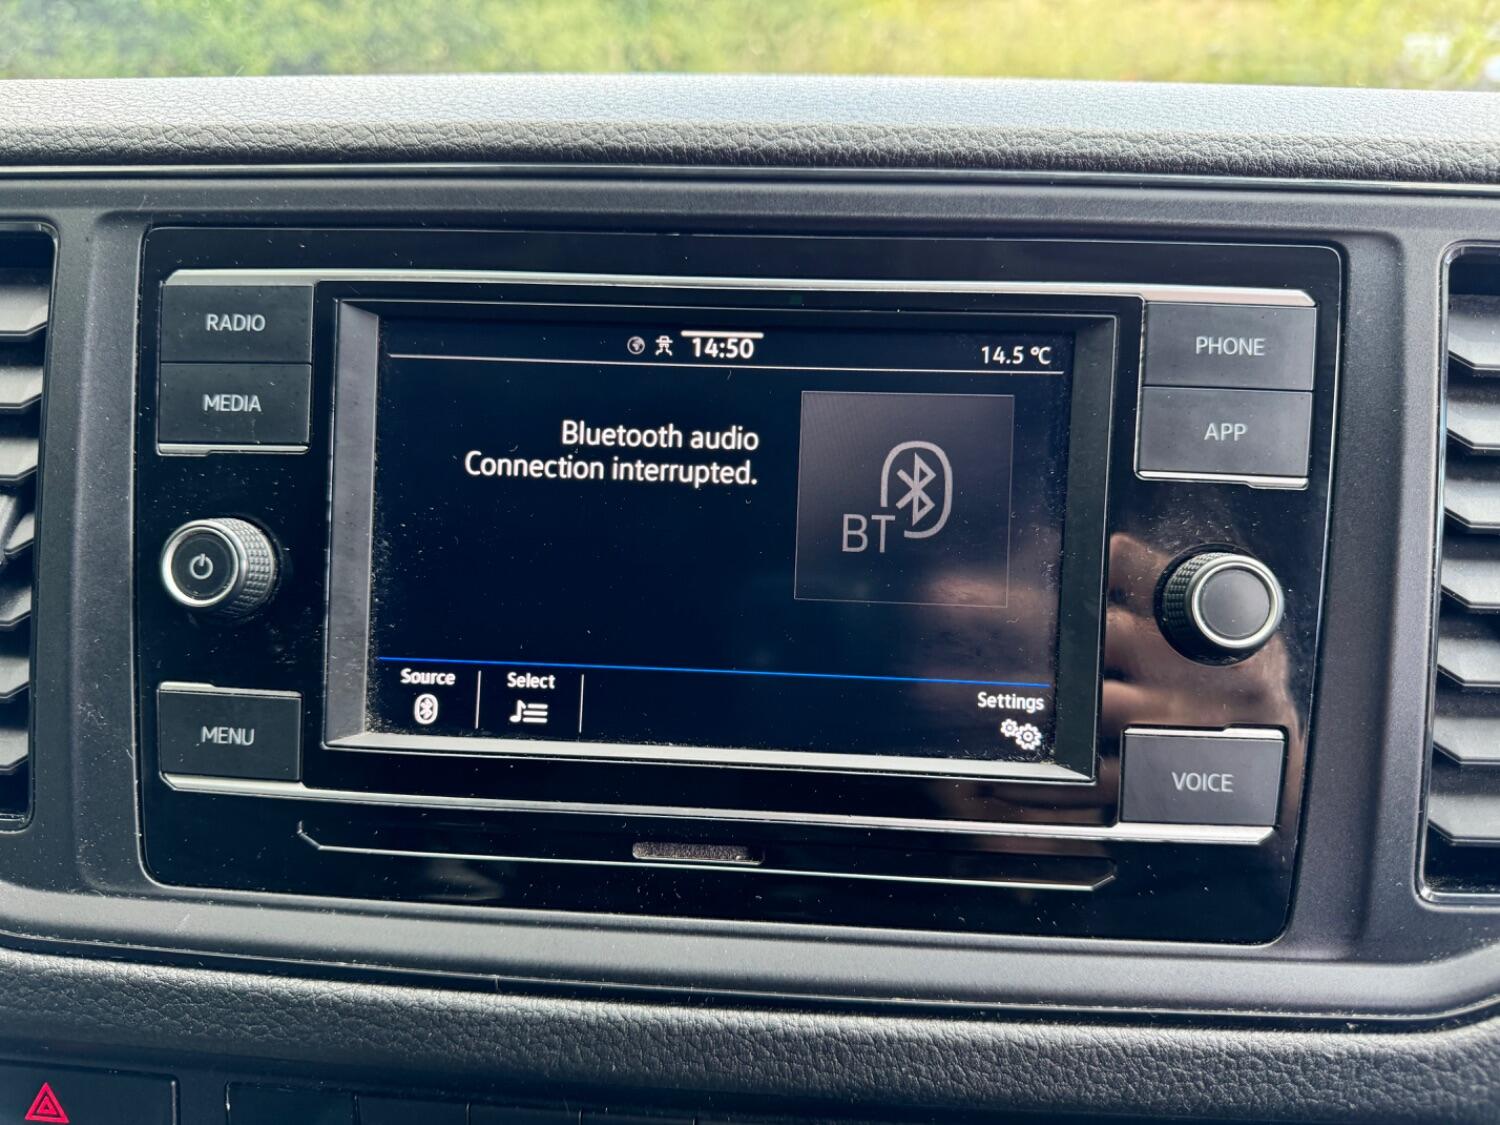 RADIO
MEDIA
MENU
14:50
14.5 °C
Bluetooth audio
Connection interrupted.
BT
Source
Select
Settings
PHONE
APP
VOICE